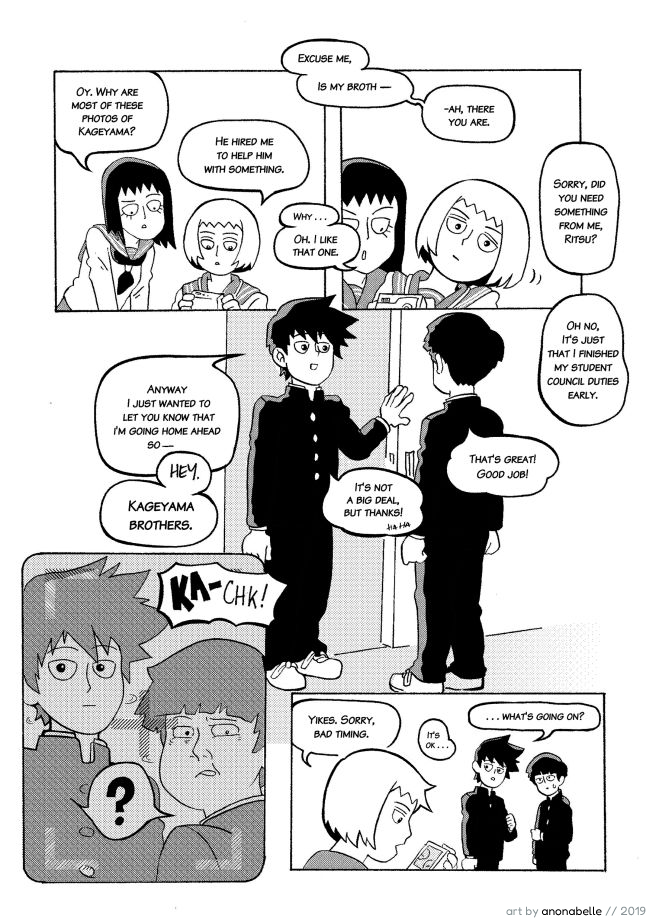 OY. WHY ARE
MOST OF THESE
PHOTOS OF
KAGEYAMA?
HE HIRED ME
TO HELP HIM
WITH SOMETHING.
EXCUSE ME,
IS MY BROTH —
-AH, THERE
YOU ARE.
WHY . . .
OH. I LIKE
THAT ONE.
SORRY, DID
YOU NEED
SOMETHING
FROM ME,
RITSU?
OH NO,
IT'S JUST
THAT I FINISHED
MY STUDENT
COUNCIL DUTIES
EARLY.
THAT'S GREAT!
GOOD JOB!
IT'S NOT
A BIG DEAL,
BUT THANKS!
HA HA
ANYWAY
I JUST WANTED TO
LET YOU KNOW THAT
I'M GOING HOME AHEAD
SO —
HEY.
KAGEYAMA
BROTHERS.
KA-CHK!
?
YIKES. SORRY,
BAD TIMING.
IT'S
OK . . .
. . . WHAT'S GOING ON?
art by anonabelle // 2019